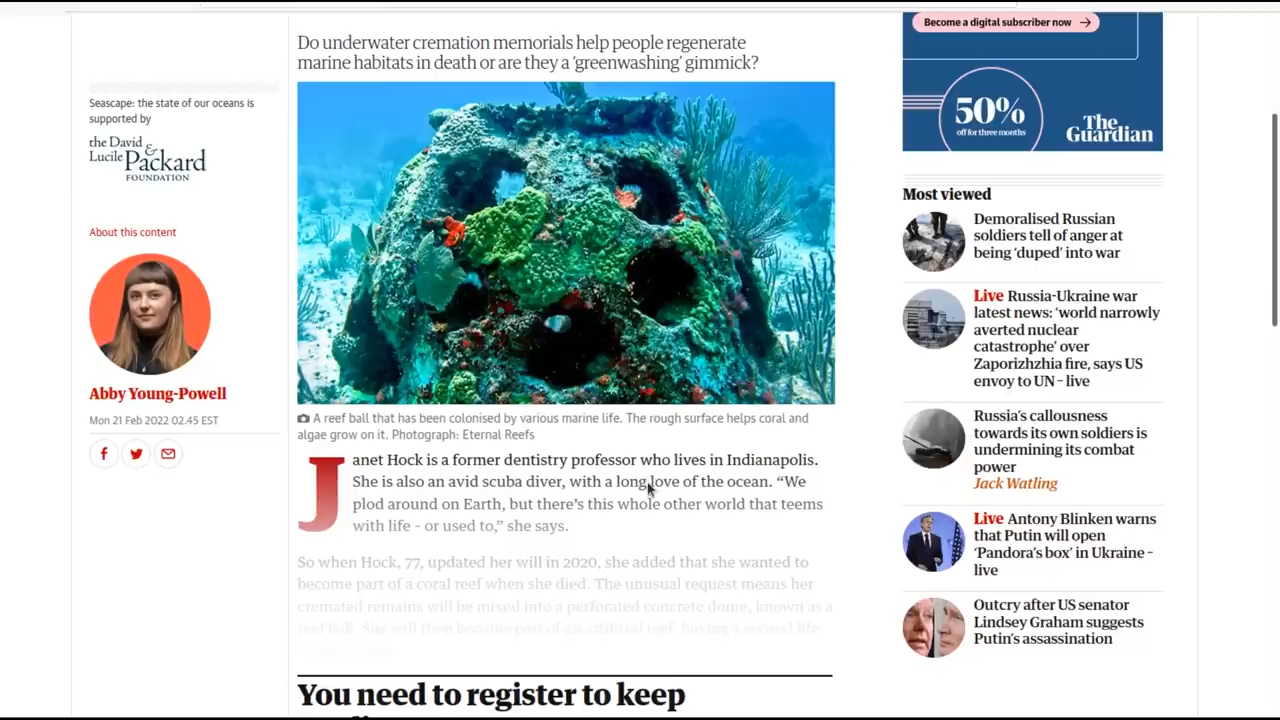 Do underwater cremation memorials help people regenerate
marine habitats in death or are they a ‘greenwashing’ gimmick?
Seascape: the state of our oceans is
supported by
the David &
Lucile Packard
FOUNDATION
About this content
Abby Young-Powell
Mon 21 Feb 2022 02.45 EST
A reef ball that has been colonised by various marine life. The rough surface helps coral and
algae grow on it. Photograph: Eternal Reefs
Janet Hock is a former dentistry professor who lives in Indianapolis.
She is also an avid scuba diver, with a long love of the ocean. “We
plod around on Earth, but there’s this whole other world that teems
with life – or used to,” she says.
So when Hock, 77, updated her will in 2020, she added that she wanted to
become part of a coral reef when she died. The unusual request means her
cremated remains will be mixed into a perforated concrete dome, known as a
reef ball. She will then become part of an artificial reef, having a second life
You need to register to keep
Become a digital subscriber now →
50%
off for three months
The
Guardian
Most viewed
Demoralised Russian
soldiers tell of anger at
being ‘duped’ into war
Live Russia-Ukraine war
latest news: ‘world narrowly
averted nuclear
catastrophe’ over
Zaporizhzhia fire, says US
envoy to UN – live
Russia’s callousness
towards its own soldiers is
undermining its combat
power
Jack Watling
Live Antony Blinken warns
that Putin will open
‘Pandora’s box’ in Ukraine –
live
Outcry after US senator
Lindsey Graham suggests
Putin’s assassination